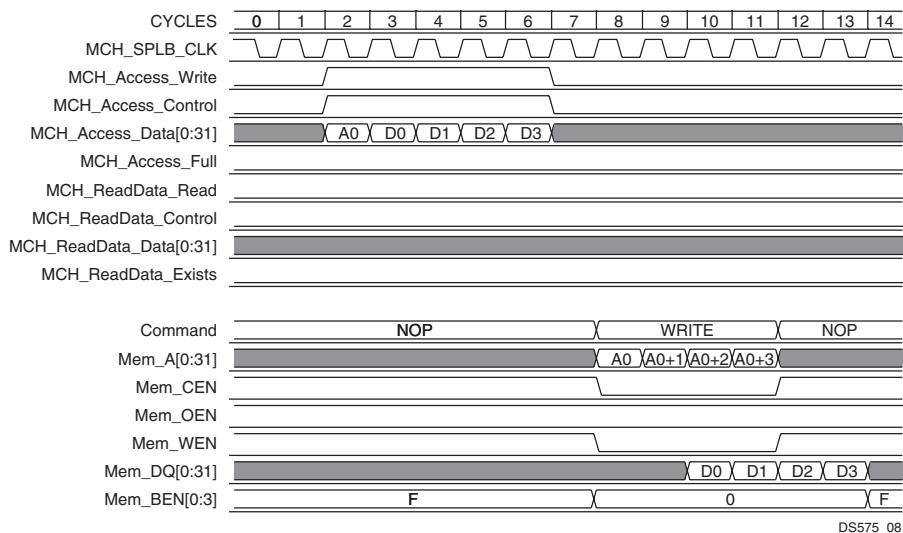 CYCLES 0 1 2 3 4 5 6 7 8 9 10 11 12 13 14
MCH_SPLB_CLK
MCH_Access_Write
MCH_Access_Control
MCH_Access_Data[0:31] A0 D0 D1 D2 D3
MCH_Access_Full
MCH_ReadData_Read
MCH_ReadData_Control
MCH_ReadData_Data[0:31]
MCH_ReadData_Exists
Command NOP WRITE NOP
Mem_A[0:31] A0 A0+1 A0+2 A0+3
Mem_CEN
Mem_OEN
Mem_WEN
Mem_DQ[0:31] D0 D1 D2 D3
Mem_BEN[0:3] F 0 F
DS575_08